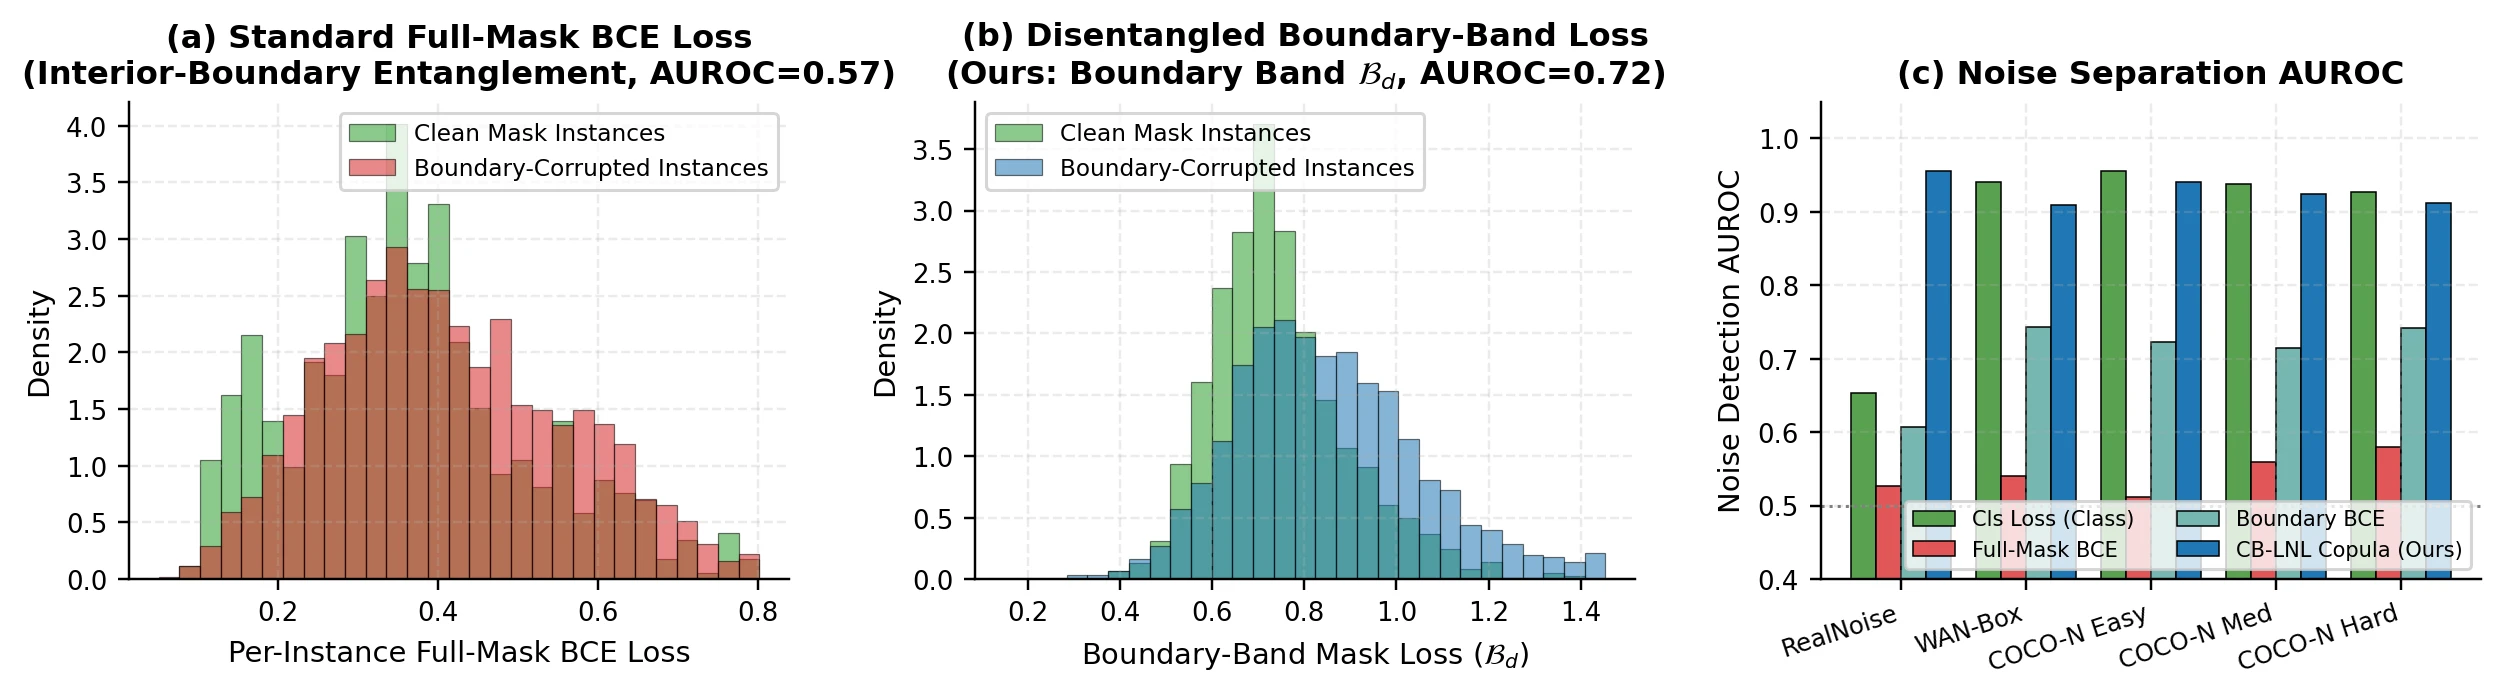 (a) Standard Full-Mask BCE Loss
(Interior-Boundary Entanglement, AUROC=0.57)
Clean Mask Instances
Boundary-Corrupted Instances
4.0
3.5
3.0
2.5
2.0
1.5
1.0
0.5
0.0
Density
0.2 0.4 0.6 0.8
Per-Instance Full-Mask BCE Loss
(b) Disentangled Boundary-Band Loss
(Ours: Boundary Band ℬd, AUROC=0.72)
Clean Mask Instances
Boundary-Corrupted Instances
3.5
3.0
2.5
2.0
1.5
1.0
0.5
0.0
Density
0.2 0.4 0.6 0.8 1.0 1.2 1.4
Boundary-Band Mask Loss (ℬd)
(c) Noise Separation AUROC
1.0
0.9
0.8
0.7
0.6
0.5
0.4
Noise Detection AUROC
Cls Loss (Class)
Full-Mask BCE
Boundary BCE
CB-LNL Copula (Ours)
RealNoise
WAN-Box
COCO-N Easy
COCO-N Med
COCO-N Hard